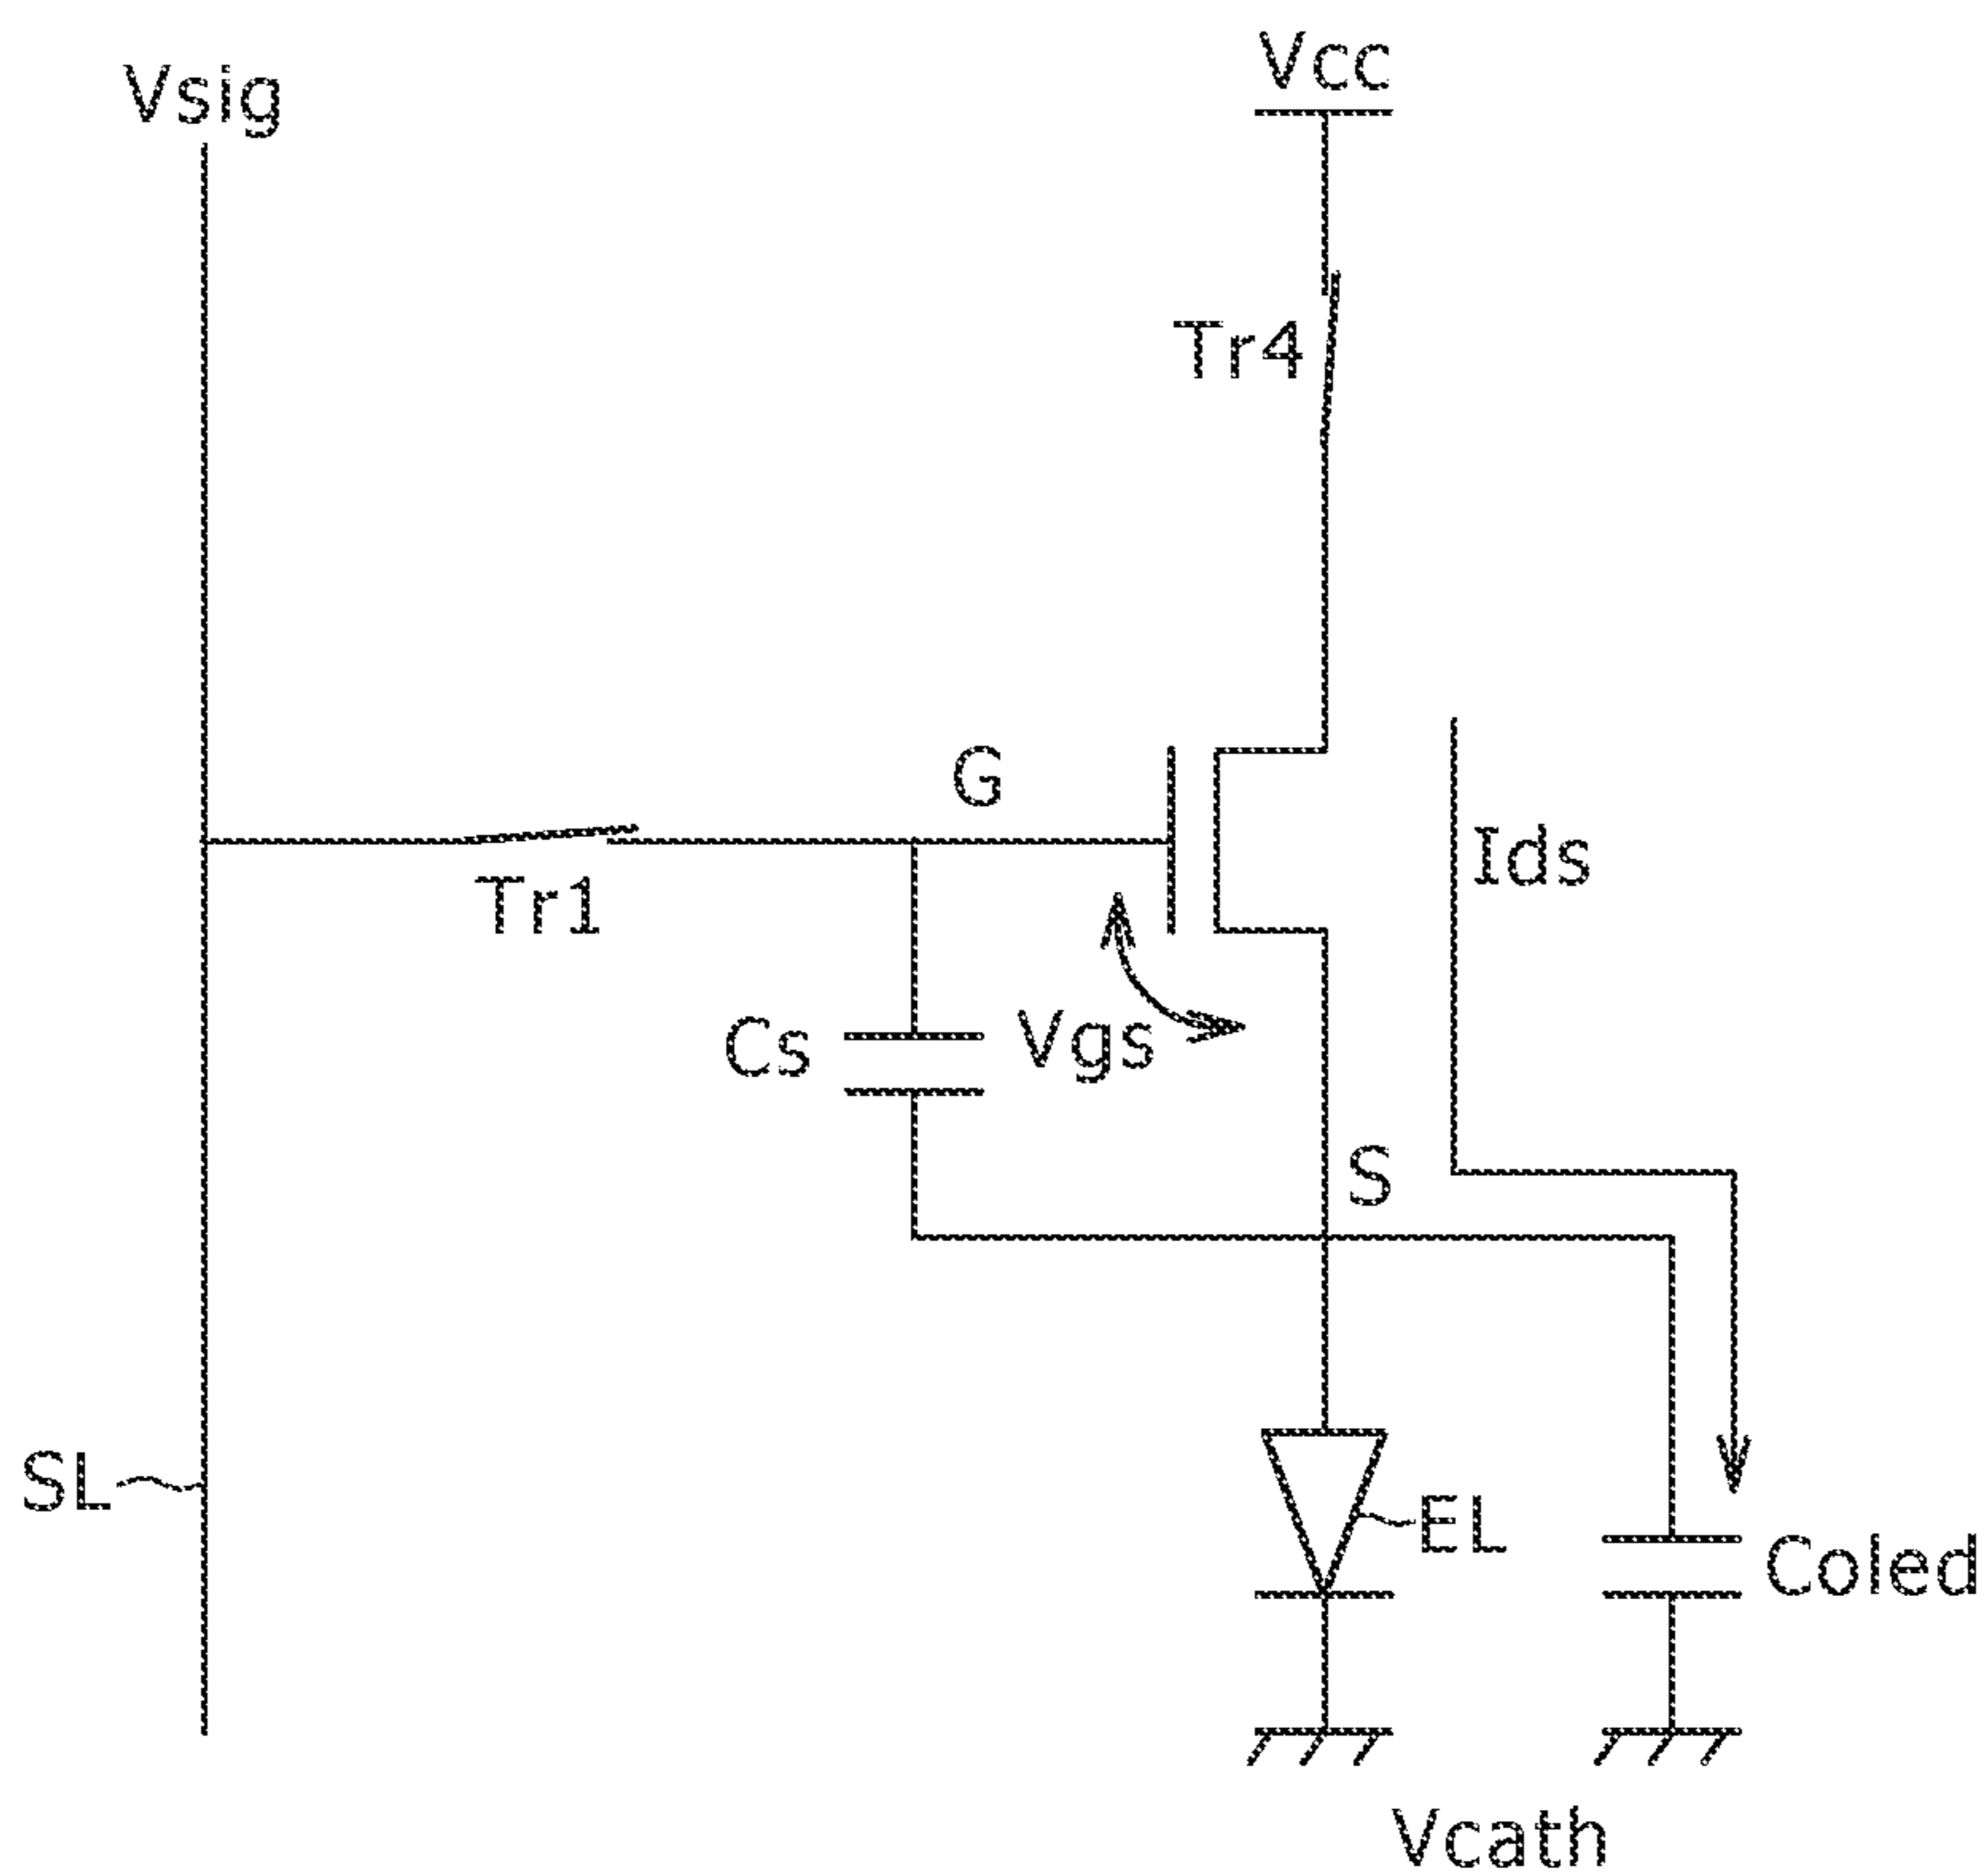 Vsig
Vcc
Tr4
G
Ids
Tr1
Cs
Vgs
S
SL
EL
Coled
Vcath